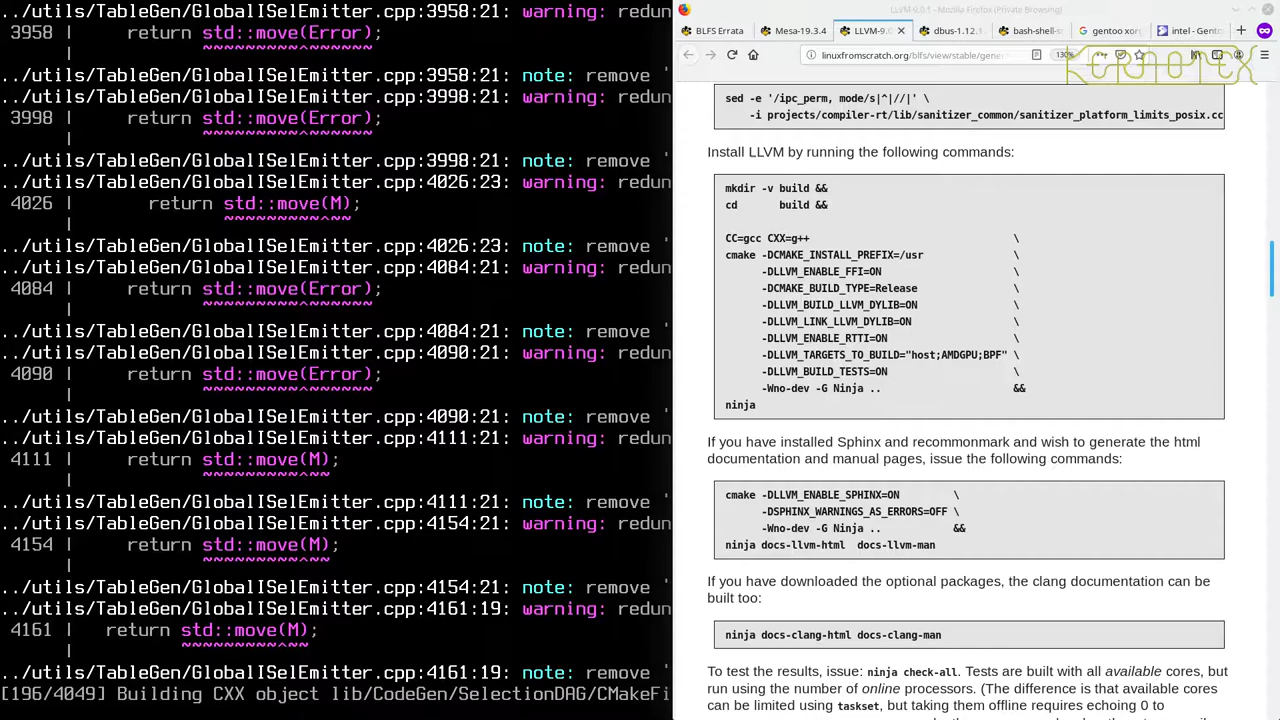 ../utils/TableGen/GlobalISelEmitter.cpp:3958:21: warning: redun
3958 |     return std::move(Error);
     |            ~~~~~~~~~^~~~~~~
../utils/TableGen/GlobalISelEmitter.cpp:3958:21: note: remove '
../utils/TableGen/GlobalISelEmitter.cpp:3998:21: warning: redun
3998 |     return std::move(Error);
     |            ~~~~~~~~~^~~~~~~
../utils/TableGen/GlobalISelEmitter.cpp:3998:21: note: remove '
../utils/TableGen/GlobalISelEmitter.cpp:4026:23: warning: redun
4026 |       return std::move(M);
     |              ~~~~~~~~~^~~
../utils/TableGen/GlobalISelEmitter.cpp:4026:23: note: remove '
../utils/TableGen/GlobalISelEmitter.cpp:4084:21: warning: redun
4084 |     return std::move(Error);
     |            ~~~~~~~~~^~~~~~~
../utils/TableGen/GlobalISelEmitter.cpp:4084:21: note: remove '
../utils/TableGen/GlobalISelEmitter.cpp:4090:21: warning: redun
4090 |     return std::move(Error);
     |            ~~~~~~~~~^~~~~~~
../utils/TableGen/GlobalISelEmitter.cpp:4090:21: note: remove '
../utils/TableGen/GlobalISelEmitter.cpp:4111:21: warning: redun
4111 |     return std::move(M);
     |            ~~~~~~~~~^~~
../utils/TableGen/GlobalISelEmitter.cpp:4111:21: note: remove '
../utils/TableGen/GlobalISelEmitter.cpp:4154:21: warning: redun
4154 |     return std::move(M);
     |            ~~~~~~~~~^~~
../utils/TableGen/GlobalISelEmitter.cpp:4154:21: note: remove '
../utils/TableGen/GlobalISelEmitter.cpp:4161:19: warning: redun
4161 |   return std::move(M);
     |          ~~~~~~~~~^~~
../utils/TableGen/GlobalISelEmitter.cpp:4161:19: note: remove '
[196/4049] Building CXX object lib/CodeGen/SelectionDAG/CMakeFi
LLVM-9.0.1 - Mozilla Firefox (Private Browsing)
BLFS Errata Mesa-19.3.4 LLVM-9.0 dbus-1.12.1 bash-shell-s gentoo xorg intel - Gento
linuxfromscratch.org/blfs/view/stable/gener 130%
KernoteX
sed -e '/ipc_perm, mode/s|^|//|' \
    -i projects/compiler-rt/lib/sanitizer_common/sanitizer_platform_limits_posix.cc
Install LLVM by running the following commands:
mkdir -v build &&
cd       build &&
CC=gcc CXX=g++                                  \
cmake -DCMAKE_INSTALL_PREFIX=/usr               \
      -DLLVM_ENABLE_FFI=ON                      \
      -DCMAKE_BUILD_TYPE=Release                \
      -DLLVM_BUILD_LLVM_DYLIB=ON                \
      -DLLVM_LINK_LLVM_DYLIB=ON                 \
      -DLLVM_ENABLE_RTTI=ON                     \
      -DLLVM_TARGETS_TO_BUILD="host;AMDGPU;BPF" \
      -DLLVM_BUILD_TESTS=ON                     \
      -Wno-dev -G Ninja ..                      &&
ninja
If you have installed Sphinx and recommonmark and wish to generate the html
documentation and manual pages, issue the following commands:
cmake -DLLVM_ENABLE_SPHINX=ON         \
      -DSPHINX_WARNINGS_AS_ERRORS=OFF \
      -Wno-dev -G Ninja ..            &&
ninja docs-llvm-html  docs-llvm-man
If you have downloaded the optional packages, the clang documentation can be
built too:
ninja docs-clang-html docs-clang-man
To test the results, issue: ninja check-all. Tests are built with all available cores, but
run using the number of online processors. (The difference is that available cores
can be limited using taskset, but taking them offline requires echoing 0 to